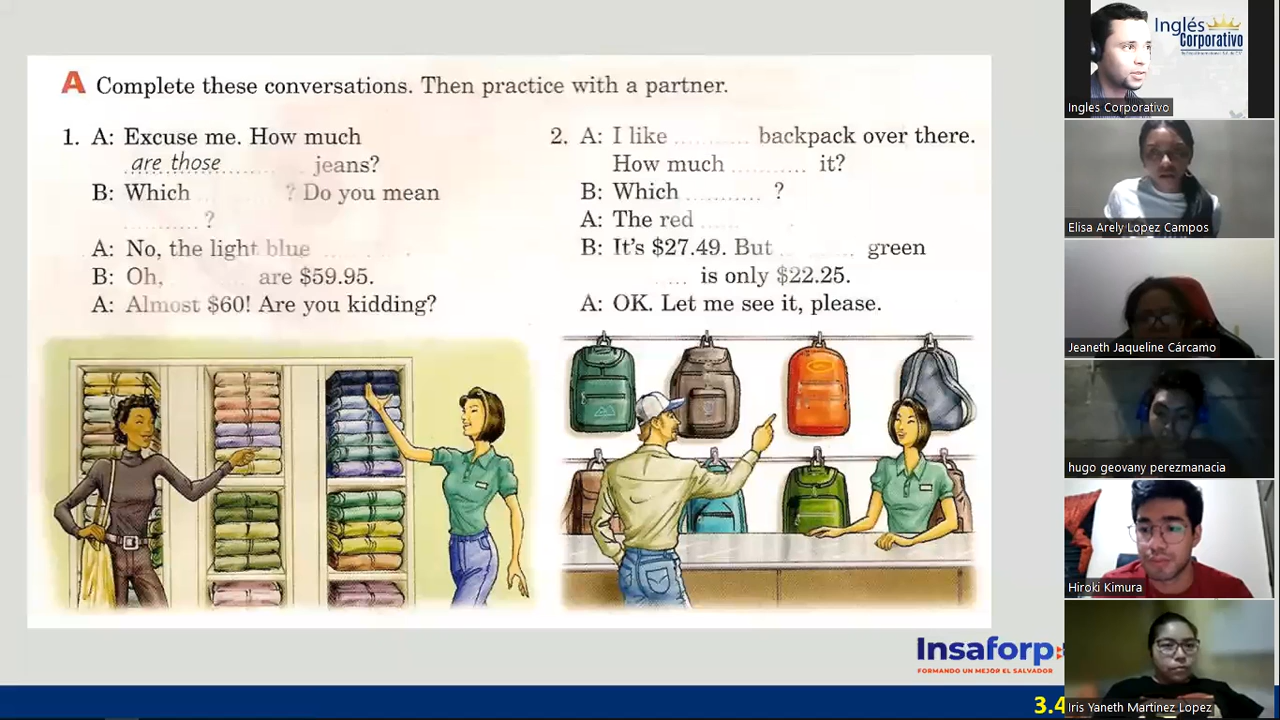 A Complete these conversations. Then practice with a partner.
1. A: Excuse me. How much
are those jeans?
B: Which ? Do you mean
?
A: No, the light blue .
B: Oh, are $59.95.
A: Almost $60! Are you kidding?
2. A: I like backpack over there.
How much it?
B: Which ?
A: The red .
B: It's $27.49. But green
is only $22.25.
A: OK. Let me see it, please.
Insaforp
FORMANDO UN MEJOR EL SALVADOR
3.4
Inglés
Corporativo
Ingles Corporativo
Elisa Arely Lopez Campos
Jeaneth Jaqueline Cárcamo
hugo geovany perezmanacia
Hiroki Kimura
Iris Yaneth Martinez Lopez